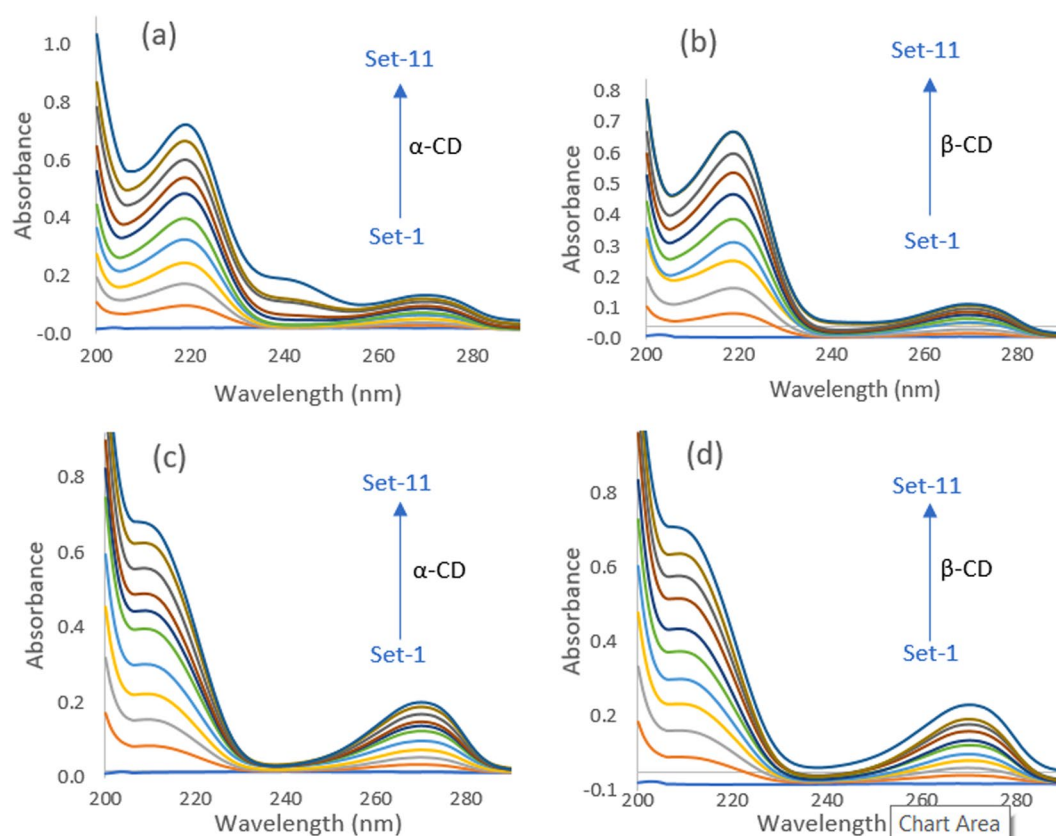 (a)
Set-11
α-CD
Set-1
Absorbance
1.0
0.8
0.6
0.4
0.2
-0.0
200 220 240 260 280
Wavelength (nm)
(b)
Set-11
β-CD
Set-1
Absorbance
0.8
0.7
0.6
0.5
0.4
0.3
0.2
0.1
-0.0
200 220 240 260 280
Wavelength (nm)
(c)
Set-11
α-CD
Set-1
Absorbance
0.8
0.6
0.4
0.2
0.0
200 220 240 260 280
Wavelength (nm)
(d)
Set-11
β-CD
Set-1
Absorbance
0.8
0.6
0.4
0.2
-0.1
200 220 240 260 280
Wavelength
Chart Area